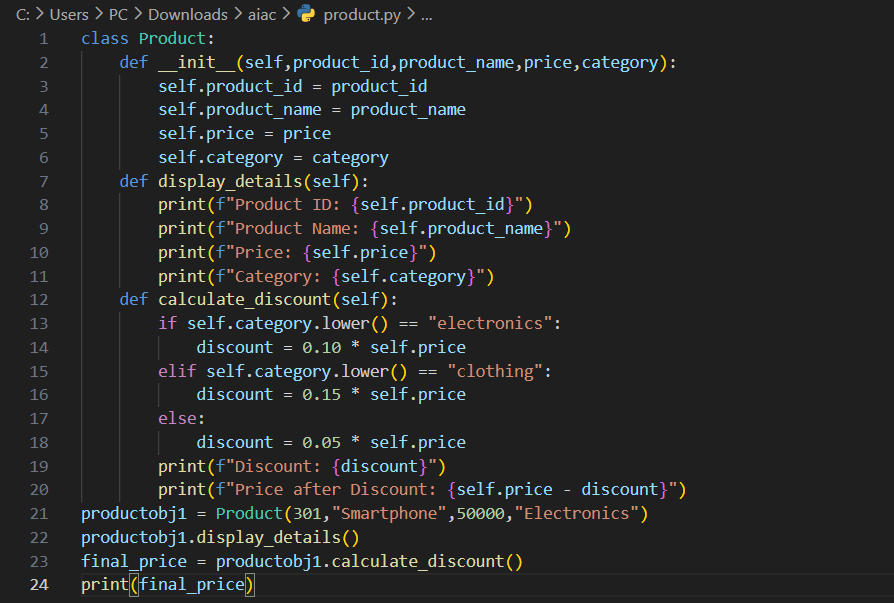 C: > Users > PC > Downloads > aiac > product.py > ...
1 class Product:
2     def __init__(self,product_id,product_name,price,category):
3         self.product_id = product_id
4         self.product_name = product_name
5         self.price = price
6         self.category = category
7     def display_details(self):
8         print(f"Product ID: {self.product_id}")
9         print(f"Product Name: {self.product_name}")
10         print(f"Price: {self.price}")
11         print(f"Category: {self.category}")
12     def calculate_discount(self):
13         if self.category.lower() == "electronics":
14             discount = 0.10 * self.price
15         elif self.category.lower() == "clothing":
16             discount = 0.15 * self.price
17         else:
18             discount = 0.05 * self.price
19         print(f"Discount: {discount}")
20         print(f"Price after Discount: {self.price - discount}")
21 productobj1 = Product(301,"Smartphone",50000,"Electronics")
22 productobj1.display_details()
23 final_price = productobj1.calculate_discount()
24 print(final_price)